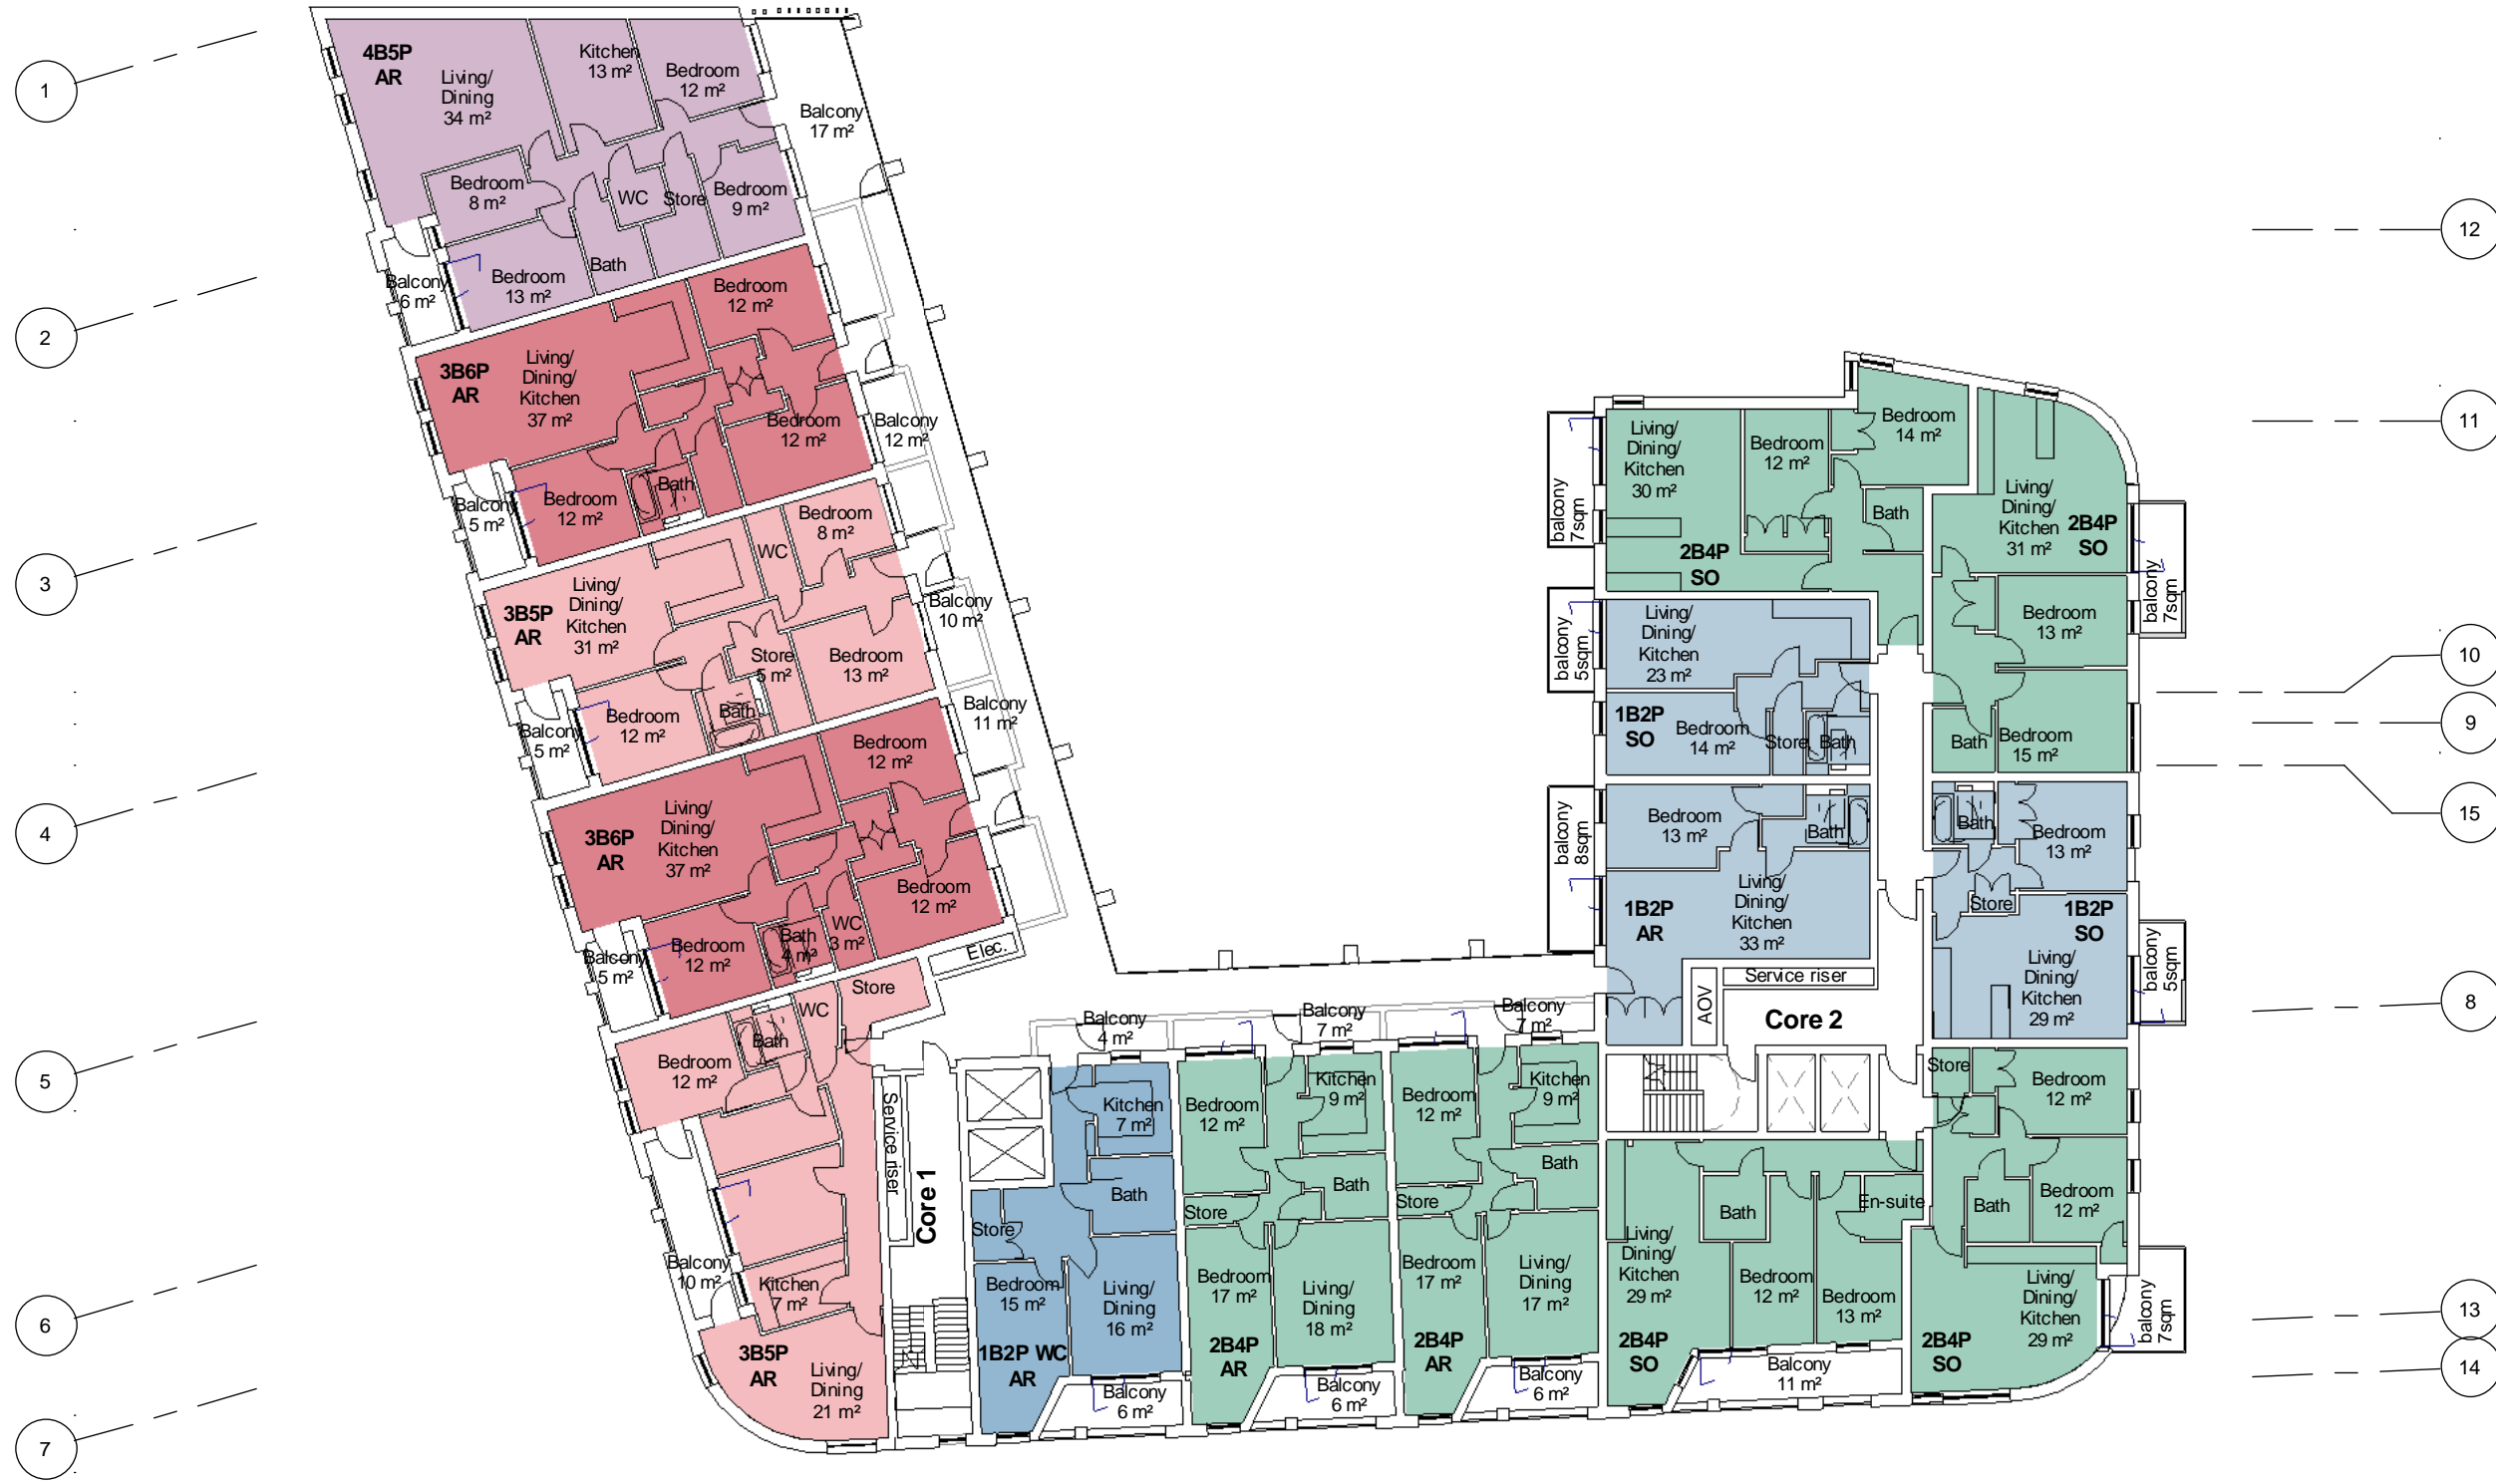 1
2
3
4
5
6
7
4B5P
AR
Living/
Dining
34 m²
Kitchen
13 m²
Bedroom
12 m²
Balcony
17 m²
Bedroom
8 m²
WC
Store
Bedroom
9 m²
Bedroom
13 m²
Bath
Balcony
6 m²
3B6P
AR
Living/
Dining/
Kitchen
37 m²
Bedroom
12 m²
Bedroom
12 m²
Balcony
12 m²
Bedroom
12 m²
Bath
Balcony
5 m²
3B5P
AR
Living/
Dining/
Kitchen
31 m²
WC
Bedroom
8 m²
Balcony
10 m²
Store
5 m²
Bedroom
13 m²
Bedroom
12 m²
Bath
Balcony
5 m²
Balcony
11 m²
3B6P
AR
Living/
Dining/
Kitchen
37 m²
Bedroom
12 m²
Bedroom
12 m²
Bedroom
12 m²
Bath
4 m²
WC
3 m²
Balcony
5 m²
Elec.
Store
WC
Bath
Bedroom
12 m²
Balcony
10 m²
Kitchen
7 m²
3B5P
AR
Living/
Dining
21 m²
Service riser
Core 1
Balcony
4 m²
Kitchen
7 m²
Bath
Store
Bedroom
15 m²
Living/
Dining
16 m²
1B2P WC
AR
Balcony
6 m²
Balcony
7 m²
Bedroom
12 m²
Kitchen
9 m²
Bath
Store
Bedroom
17 m²
Living/
Dining
18 m²
2B4P
AR
Balcony
6 m²
Balcony
7 m²
Bedroom
12 m²
Kitchen
9 m²
Bath
Store
Bedroom
17 m²
Living/
Dining
17 m²
2B4P
AR
Balcony
6 m²
balcony
7sqm
Living/
Dining/
Kitchen
30 m²
Bedroom
12 m²
Bedroom
14 m²
Bath
2B4P
SO
Living/
Dining/
Kitchen
31 m²
2B4P
SO
balcony
7sqm
Bedroom
13 m²
Bath
Bedroom
15 m²
balcony
5sqm
Living/
Dining/
Kitchen
23 m²
1B2P
SO
Bedroom
14 m²
Store
Bath
balcony
8sqm
Bedroom
13 m²
Bath
1B2P
AR
Living/
Dining/
Kitchen
33 m²
Bath
Bedroom
13 m²
Store
1B2P
SO
Living/
Dining/
Kitchen
29 m²
balcony
5sqm
Service riser
AOV
Core 2
Store
Bedroom
12 m²
Bath
Bedroom
12 m²
Living/
Dining/
Kitchen
29 m²
2B4P
SO
balcony
7sqm
Bath
En-suite
Living/
Dining/
Kitchen
29 m²
Bedroom
12 m²
Bedroom
13 m²
2B4P
SO
Balcony
11 m²
12
11
10
9
15
8
13
14